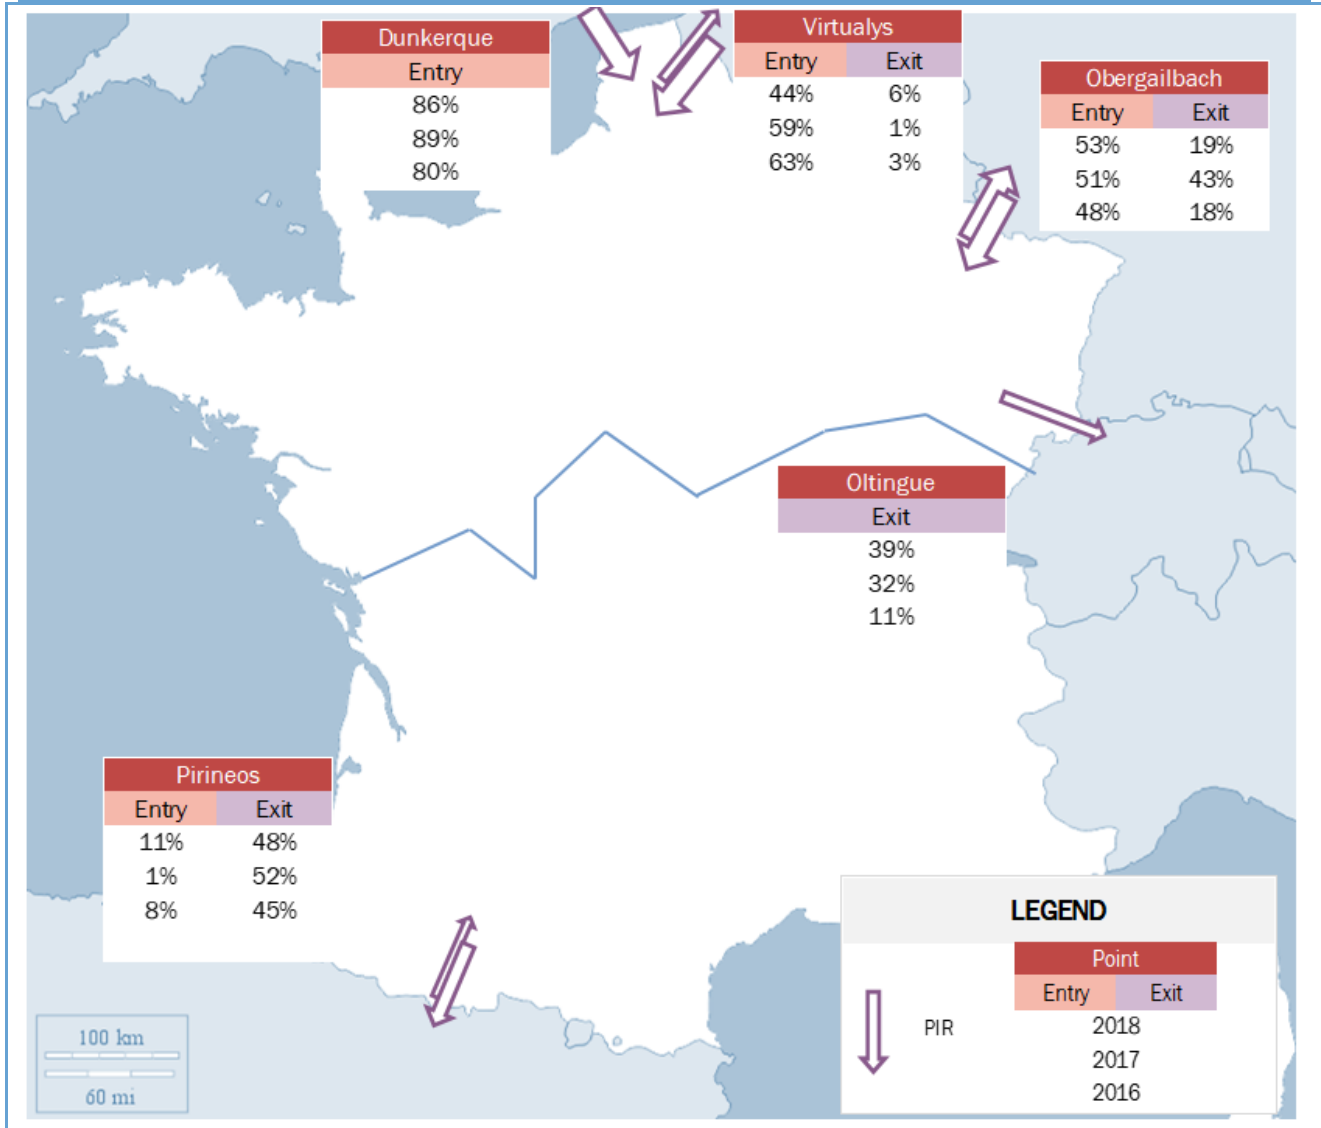 Dunkerque
Entry
86%
89%
80%
Virtualys
Entry Exit
44% 6%
59% 1%
63% 3%
Obergailbach
Entry Exit
53% 19%
51% 43%
48% 18%
Oltingue
Exit
39%
32%
11%
Pirineos
Entry Exit
11% 48%
1% 52%
8% 45%
LEGEND
Point
Entry Exit
PIR
2018
2017
2016
100 km
60 mi